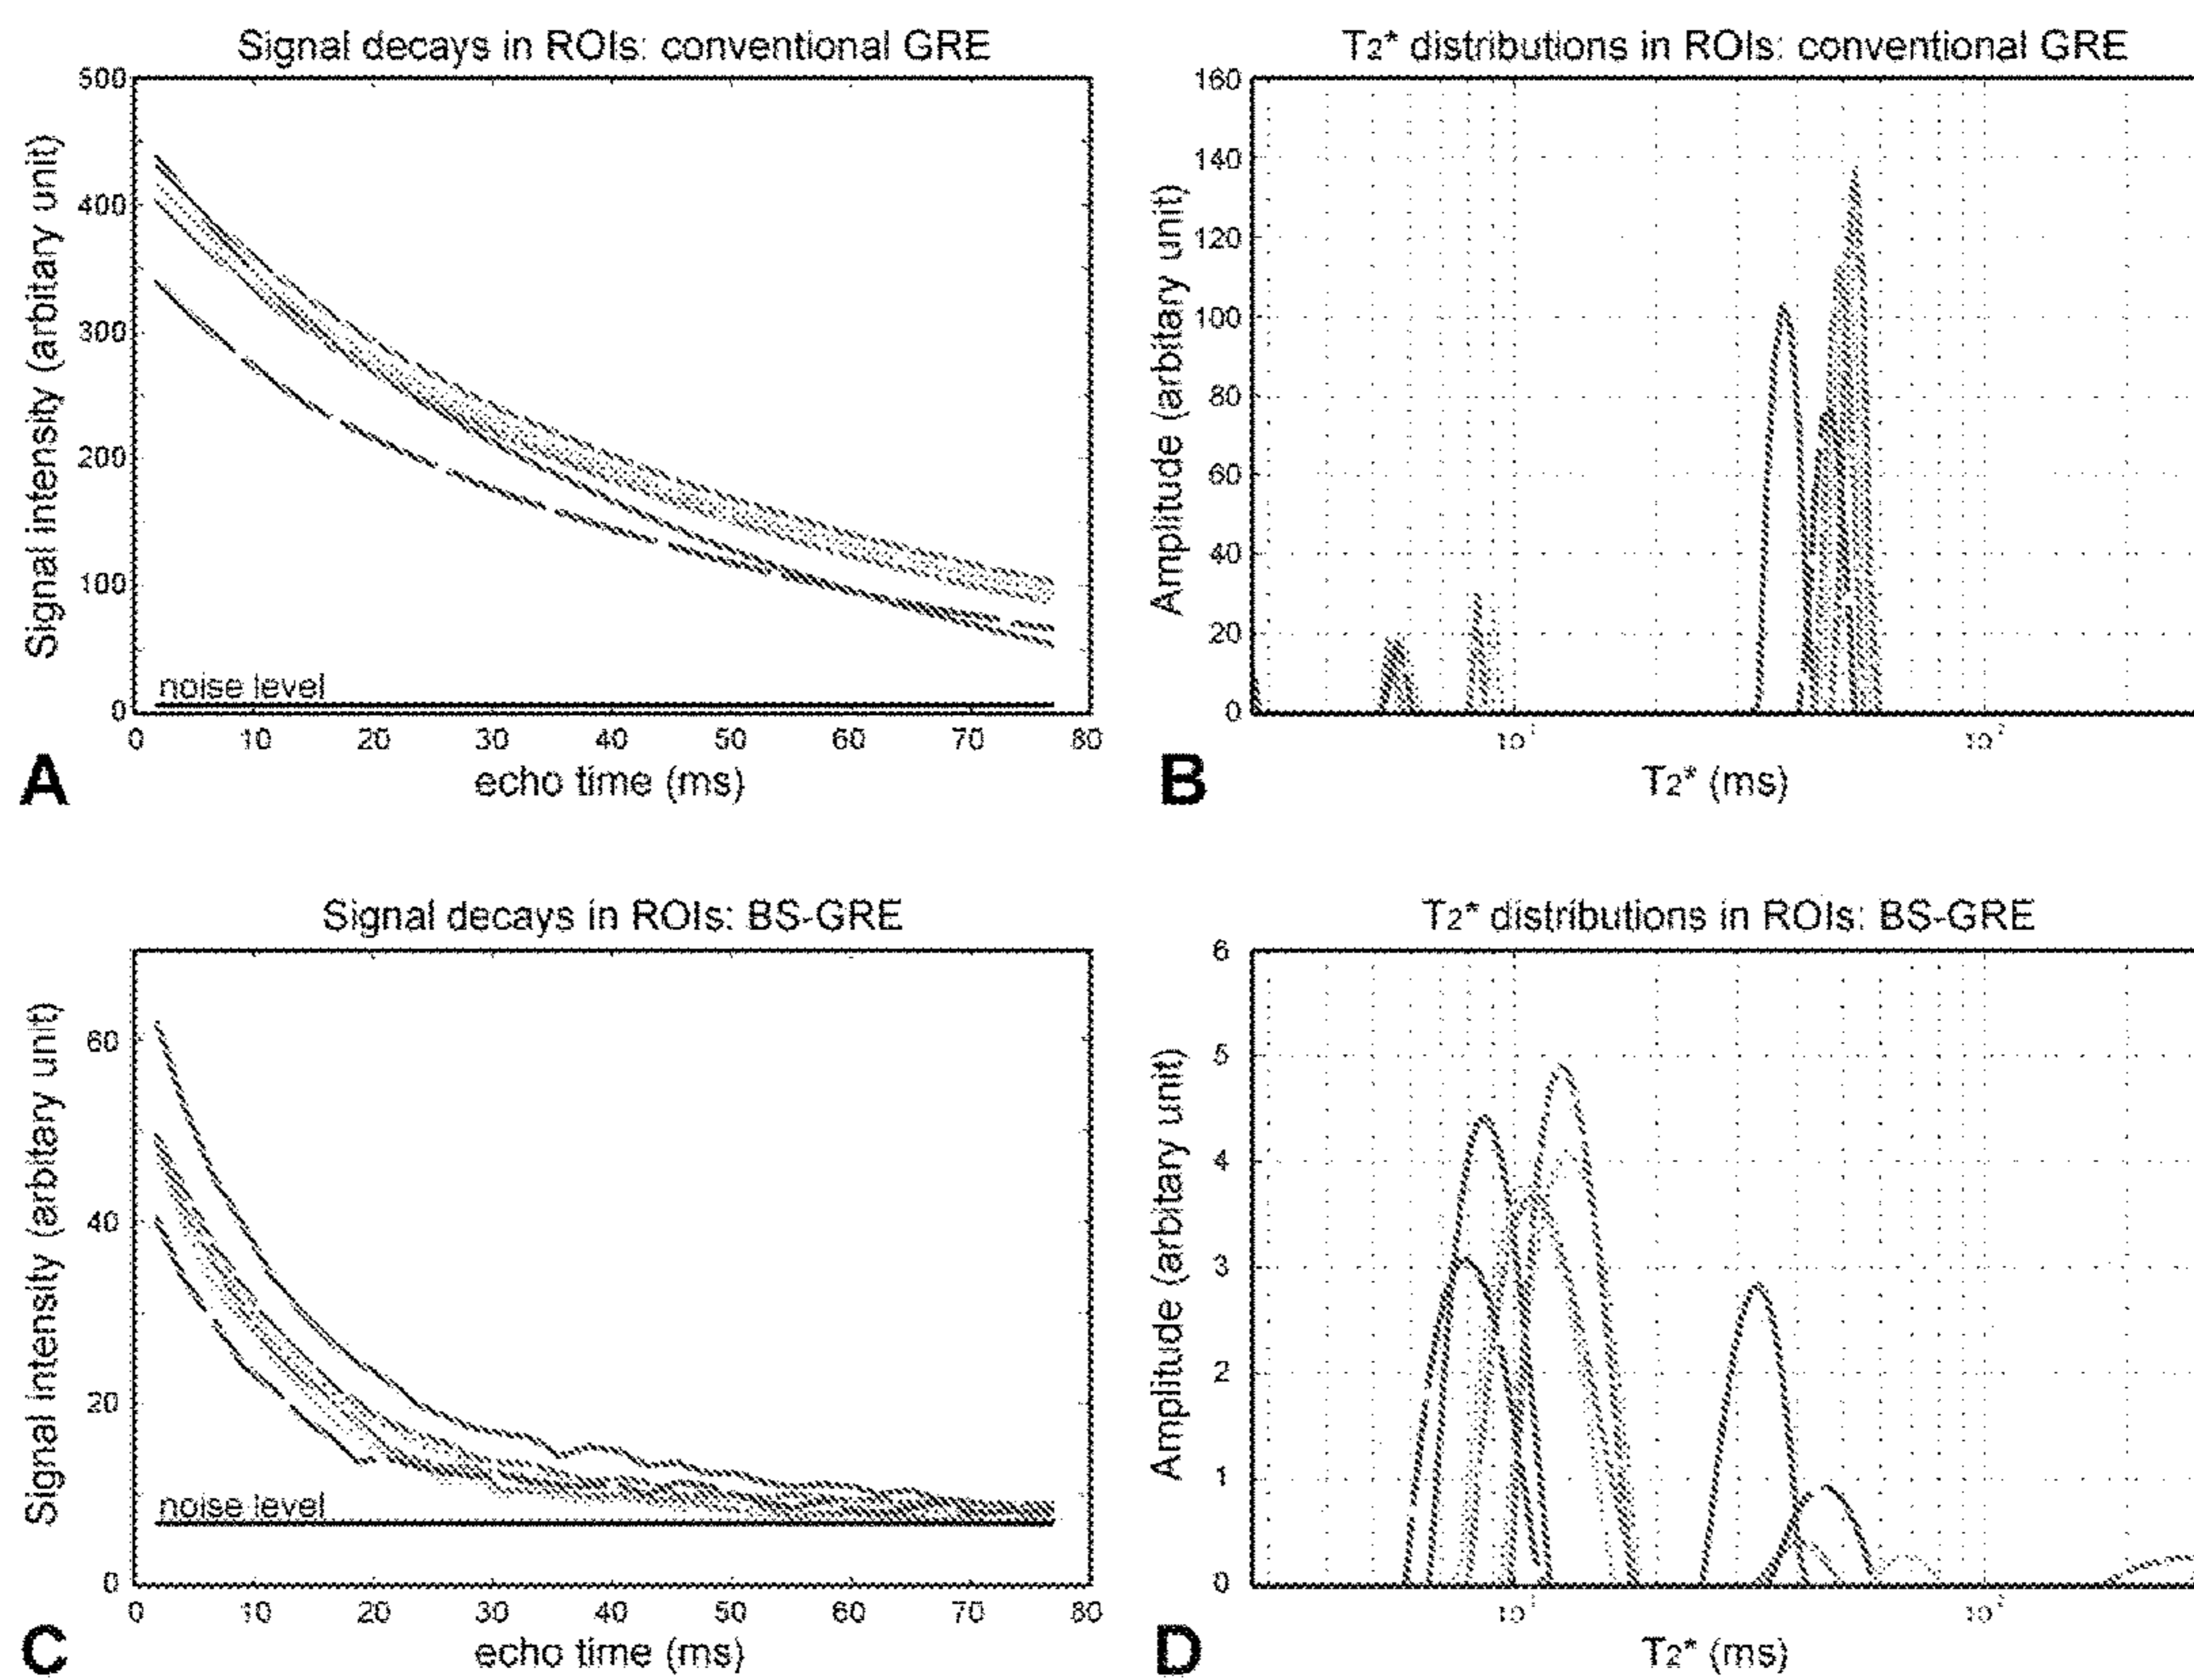 Signal decays in ROIs: conventional GRE
Signal intensity (arbitary unit)
500
400
300
200
100
0
noise level
0 10 20 30 40 50 60 70 80
echo time (ms)
A
T2* distributions in ROIs: conventional GRE
Amplitude (arbitary unit)
160
140
120
100
80
60
40
20
0
T2* (ms)
B
Signal decays in ROIs: BS-GRE
Signal intensity (arbitary unit)
60
40
20
0
noise level
0 10 20 30 40 50 60 70 80
echo time (ms)
C
T2* distributions in ROIs: BS-GRE
Amplitude (arbitary unit)
6
5
4
3
2
1
0
T2* (ms)
D